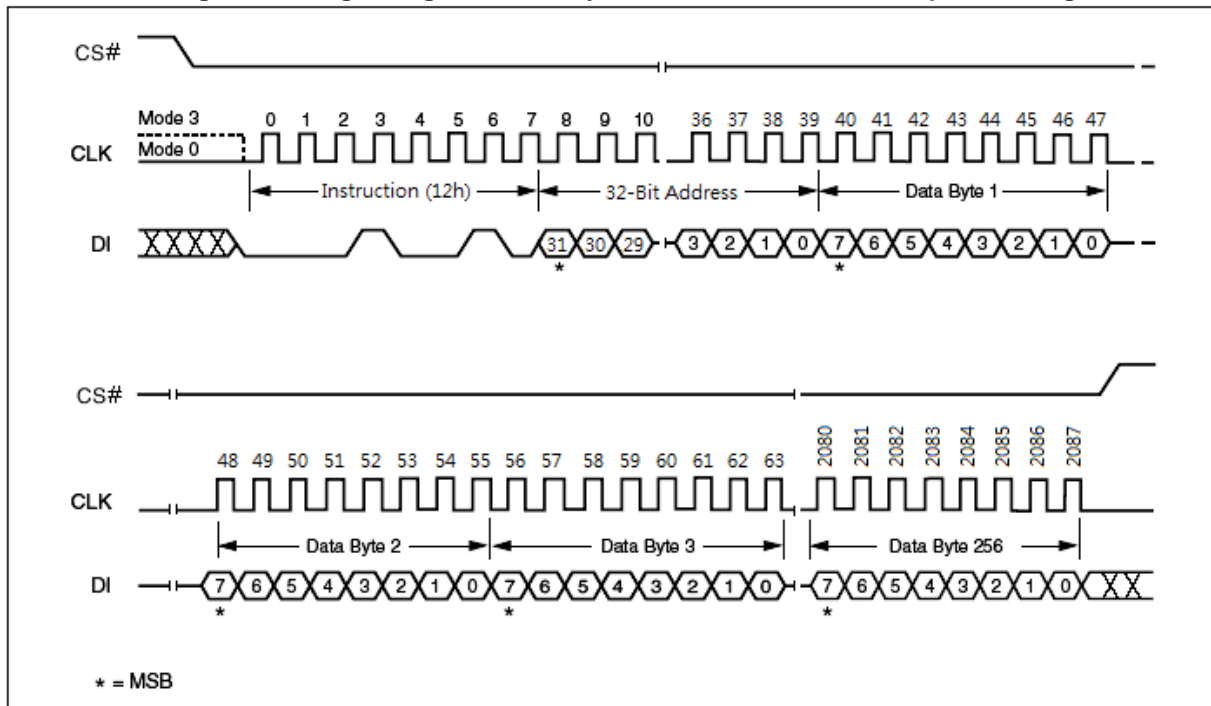 CS#
Mode 3
0 1 2 3 4 5 6 7 8 9 10 36 37 38 39 40 41 42 43 44 45 46 47
CLK
Mode 0
Instruction (12h) 32-Bit Address Data Byte 1
DI 31 30 29 3 2 1 0 7 6 5 4 3 2 1 0
* *
CS#
48 49 50 51 52 53 54 55 56 57 58 59 60 61 62 63 2080 2081 2082 2083 2084 2085 2086 2087
CLK
Data Byte 2 Data Byte 3 Data Byte 256
DI 7 6 5 4 3 2 1 0 7 6 5 4 3 2 1 0 7 6 5 4 3 2 1 0
* * *
* = MSB